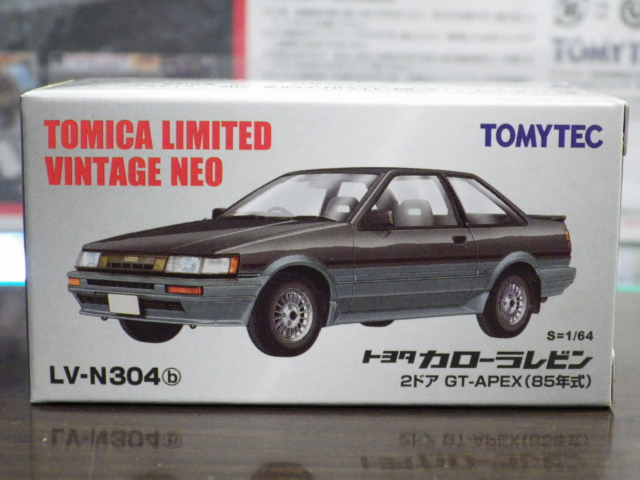 TOMICA LIMITED
VINTAGE NEO
TOMYTEC
S=1/64
トヨタ カローラレビン
2ドア GT-APEX(85年式)
LV-N304ⓑ
TOMYTEC